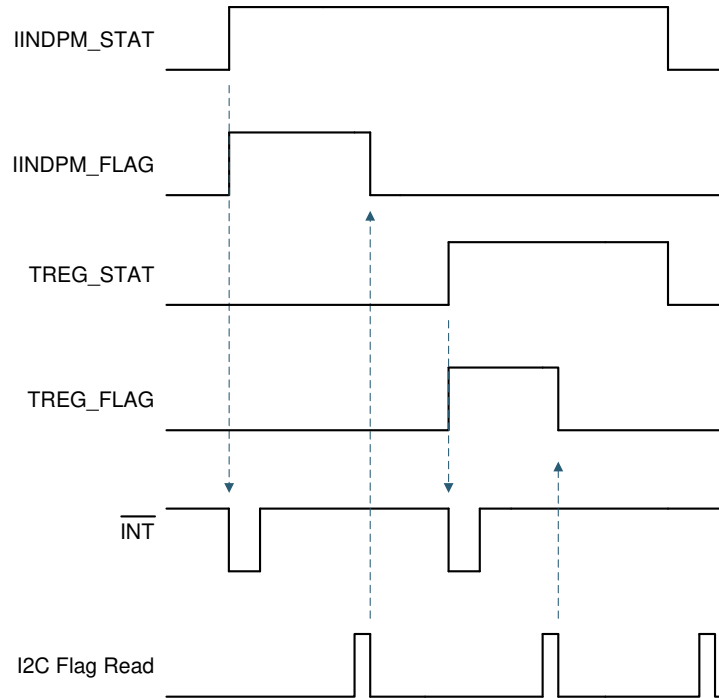 IINDPM_STAT
IINDPM_FLAG
TREG_STAT
TREG_FLAG
INT
I2C Flag Read